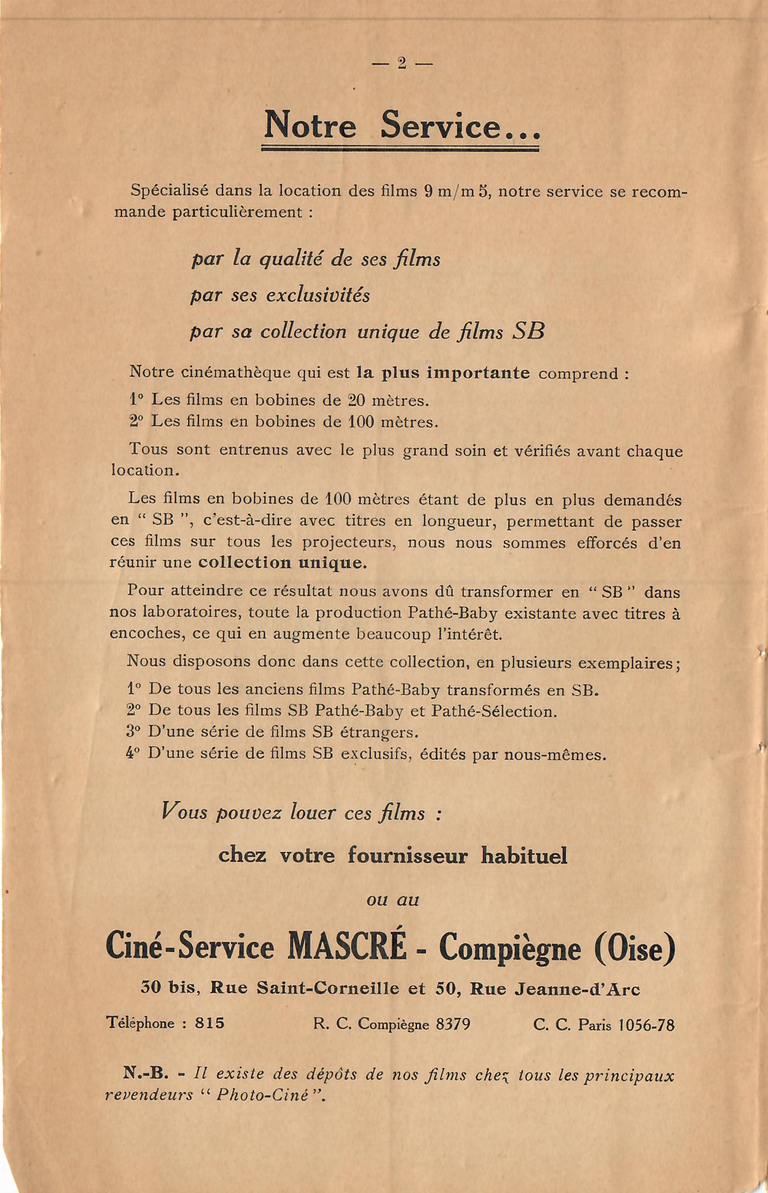 — 2 —
Notre Service...
Spécialisé dans la location des films 9 m/m 5, notre service se recom-
mande particulièrement :
par la qualité de ses films
par ses exclusivités
par sa collection unique de films SB
Notre cinémathèque qui est la plus importante comprend :
1° Les films en bobines de 20 mètres.
2° Les films en bobines de 100 mètres.
Tous sont entrenus avec le plus grand soin et vérifiés avant chaque
location.
Les films en bobines de 100 mètres étant de plus en plus demandés
en “ SB ”, c'est-à-dire avec titres en longueur, permettant de passer
ces films sur tous les projecteurs, nous nous sommes efforcés d'en
réunir une collection unique.
Pour atteindre ce résultat nous avons dû transformer en “ SB ” dans
nos laboratoires, toute la production Pathé-Baby existante avec titres à
encoches, ce qui en augmente beaucoup l'intérêt.
Nous disposons donc dans cette collection, en plusieurs exemplaires;
1° De tous les anciens films Pathé-Baby transformés en SB.
2° De tous les films SB Pathé-Baby et Pathé-Sélection.
3° D'une série de films SB étrangers.
4° D'une série de films SB exclusifs, édités par nous-mêmes.
Vous pouvez louer ces films :
chez votre fournisseur habituel
ou au
Ciné-Service MASCRÉ - Compiègne (Oise)
30 bis, Rue Saint-Corneille et 50, Rue Jeanne-d'Arc
Téléphone : 815 R. C. Compiègne 8379 C. C. Paris 1056-78
N.-B. - Il existe des dépôts de nos films chez tous les principaux
revendeurs “ Photo-Ciné ”.